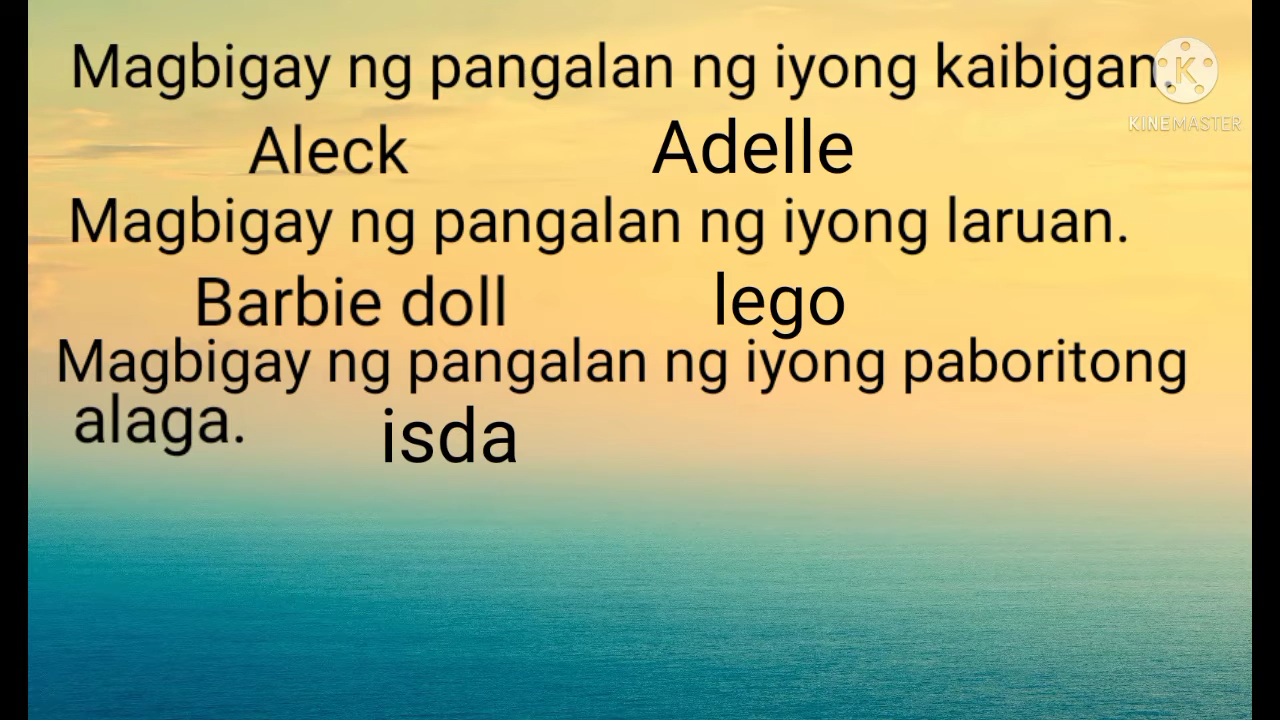 Magbigay ng pangalan ng iyong kaibigan.
KINEMASTER
Aleck Adelle
Magbigay ng pangalan ng iyong laruan.
Barbie doll lego
Magbigay ng pangalan ng iyong paboritong
alaga. isda